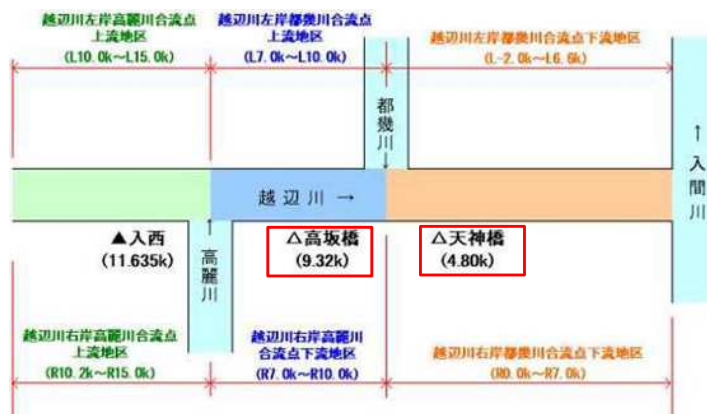 越辺川左岸高麗川合流点
上流地区
(L10.0k～L15.0k)
越辺川左岸都幾川合流点
上流地区
(L7.0k～L10.0k)
越辺川左岸都幾川合流点下流地区
(L-2.0k～L6.6k)
都幾川
↓
↑
入間川
越辺川 →
▲入西
(11.635k)
↑
高麗川
△高坂橋
(9.32k)
△天神橋
(4.80k)
越辺川右岸高麗川合流点
上流地区
(R10.2k～R15.0k)
越辺川右岸高麗川
合流点下流地区
(R7.0k～R10.0k)
越辺川右岸都幾川合流点下流地区
(R0.0k～R7.0k)